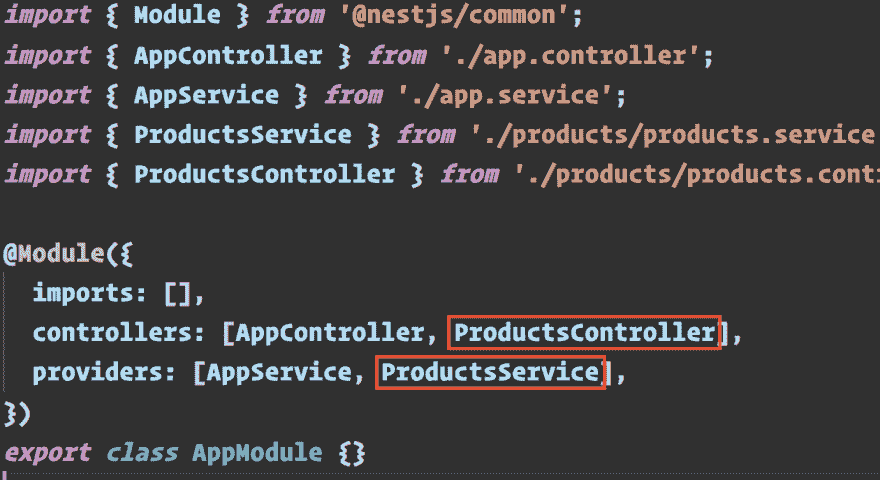 import { Module } from '@nestjs/common';
import { AppController } from './app.controller';
import { AppService } from './app.service';
import { ProductsService } from './products/products.service
import { ProductsController } from './products/products.cont
@Module({
imports: [],
controllers: [AppController, ProductsController],
providers: [AppService, ProductsService],
})
export class AppModule {}